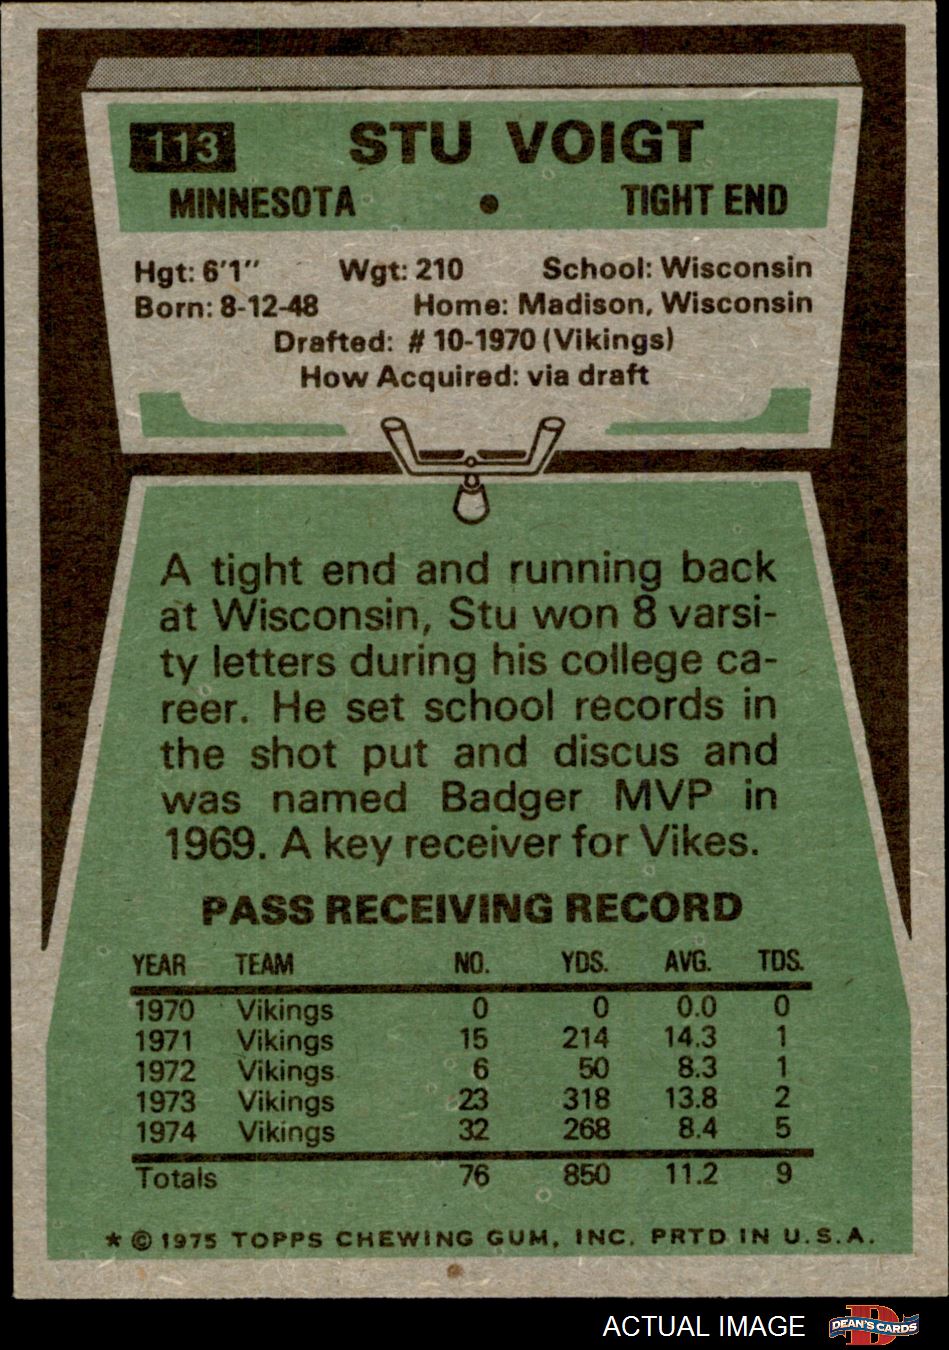 113 STU VOIGT
MINNESOTA • TIGHT END
Hgt: 6'1" Wgt: 210 School: Wisconsin
Born: 8-12-48 Home: Madison, Wisconsin
Drafted: # 10-1970 (Vikings)
How Acquired: via draft
A tight end and running back
at Wisconsin, Stu won 8 varsi-
ty letters during his college ca-
reer. He set school records in
the shot put and discus and
was named Badger MVP in
1969. A key receiver for Vikes.
PASS RECEIVING RECORD
YEAR TEAM NO. YDS. AVG. TDS.
1970 Vikings 0 0 0.0 0
1971 Vikings 15 214 14.3 1
1972 Vikings 6 50 8.3 1
1973 Vikings 23 318 13.8 2
1974 Vikings 32 268 8.4 5
Totals 76 850 11.2 9
* © 1975 TOPPS CHEWING GUM, INC. PRTD IN U.S.A.
ACTUAL IMAGE D DEAN'S CARDS